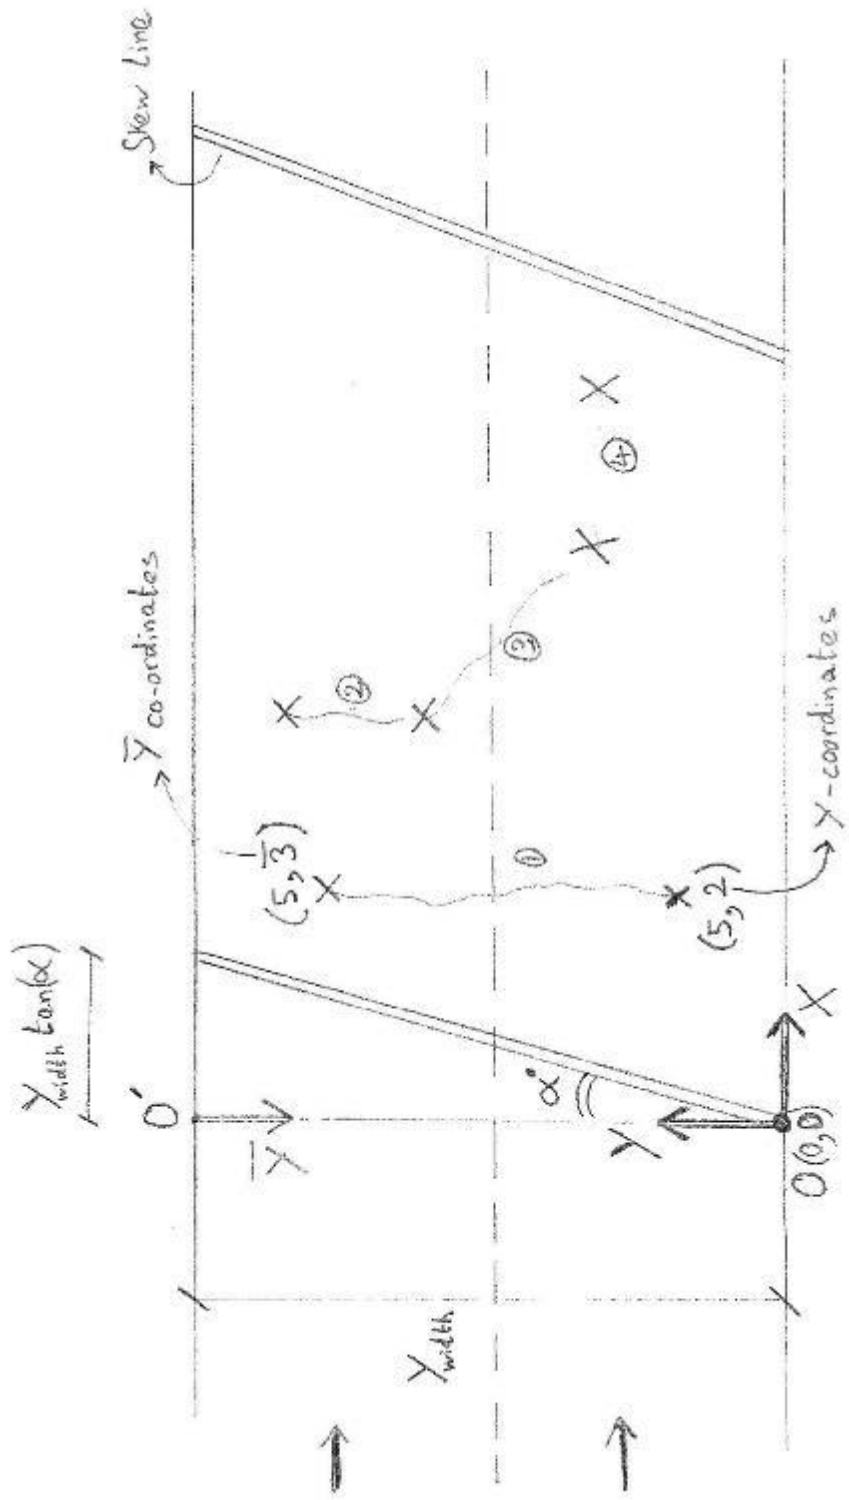 Skew Line
Y_width tan(α)
Ȳ co-ordinates
O'
Ȳ
(5, 3̄)
②
①
③
④
α°
Y
(5, 2)
X
O(0,0)
Y-coordinates
Y_width